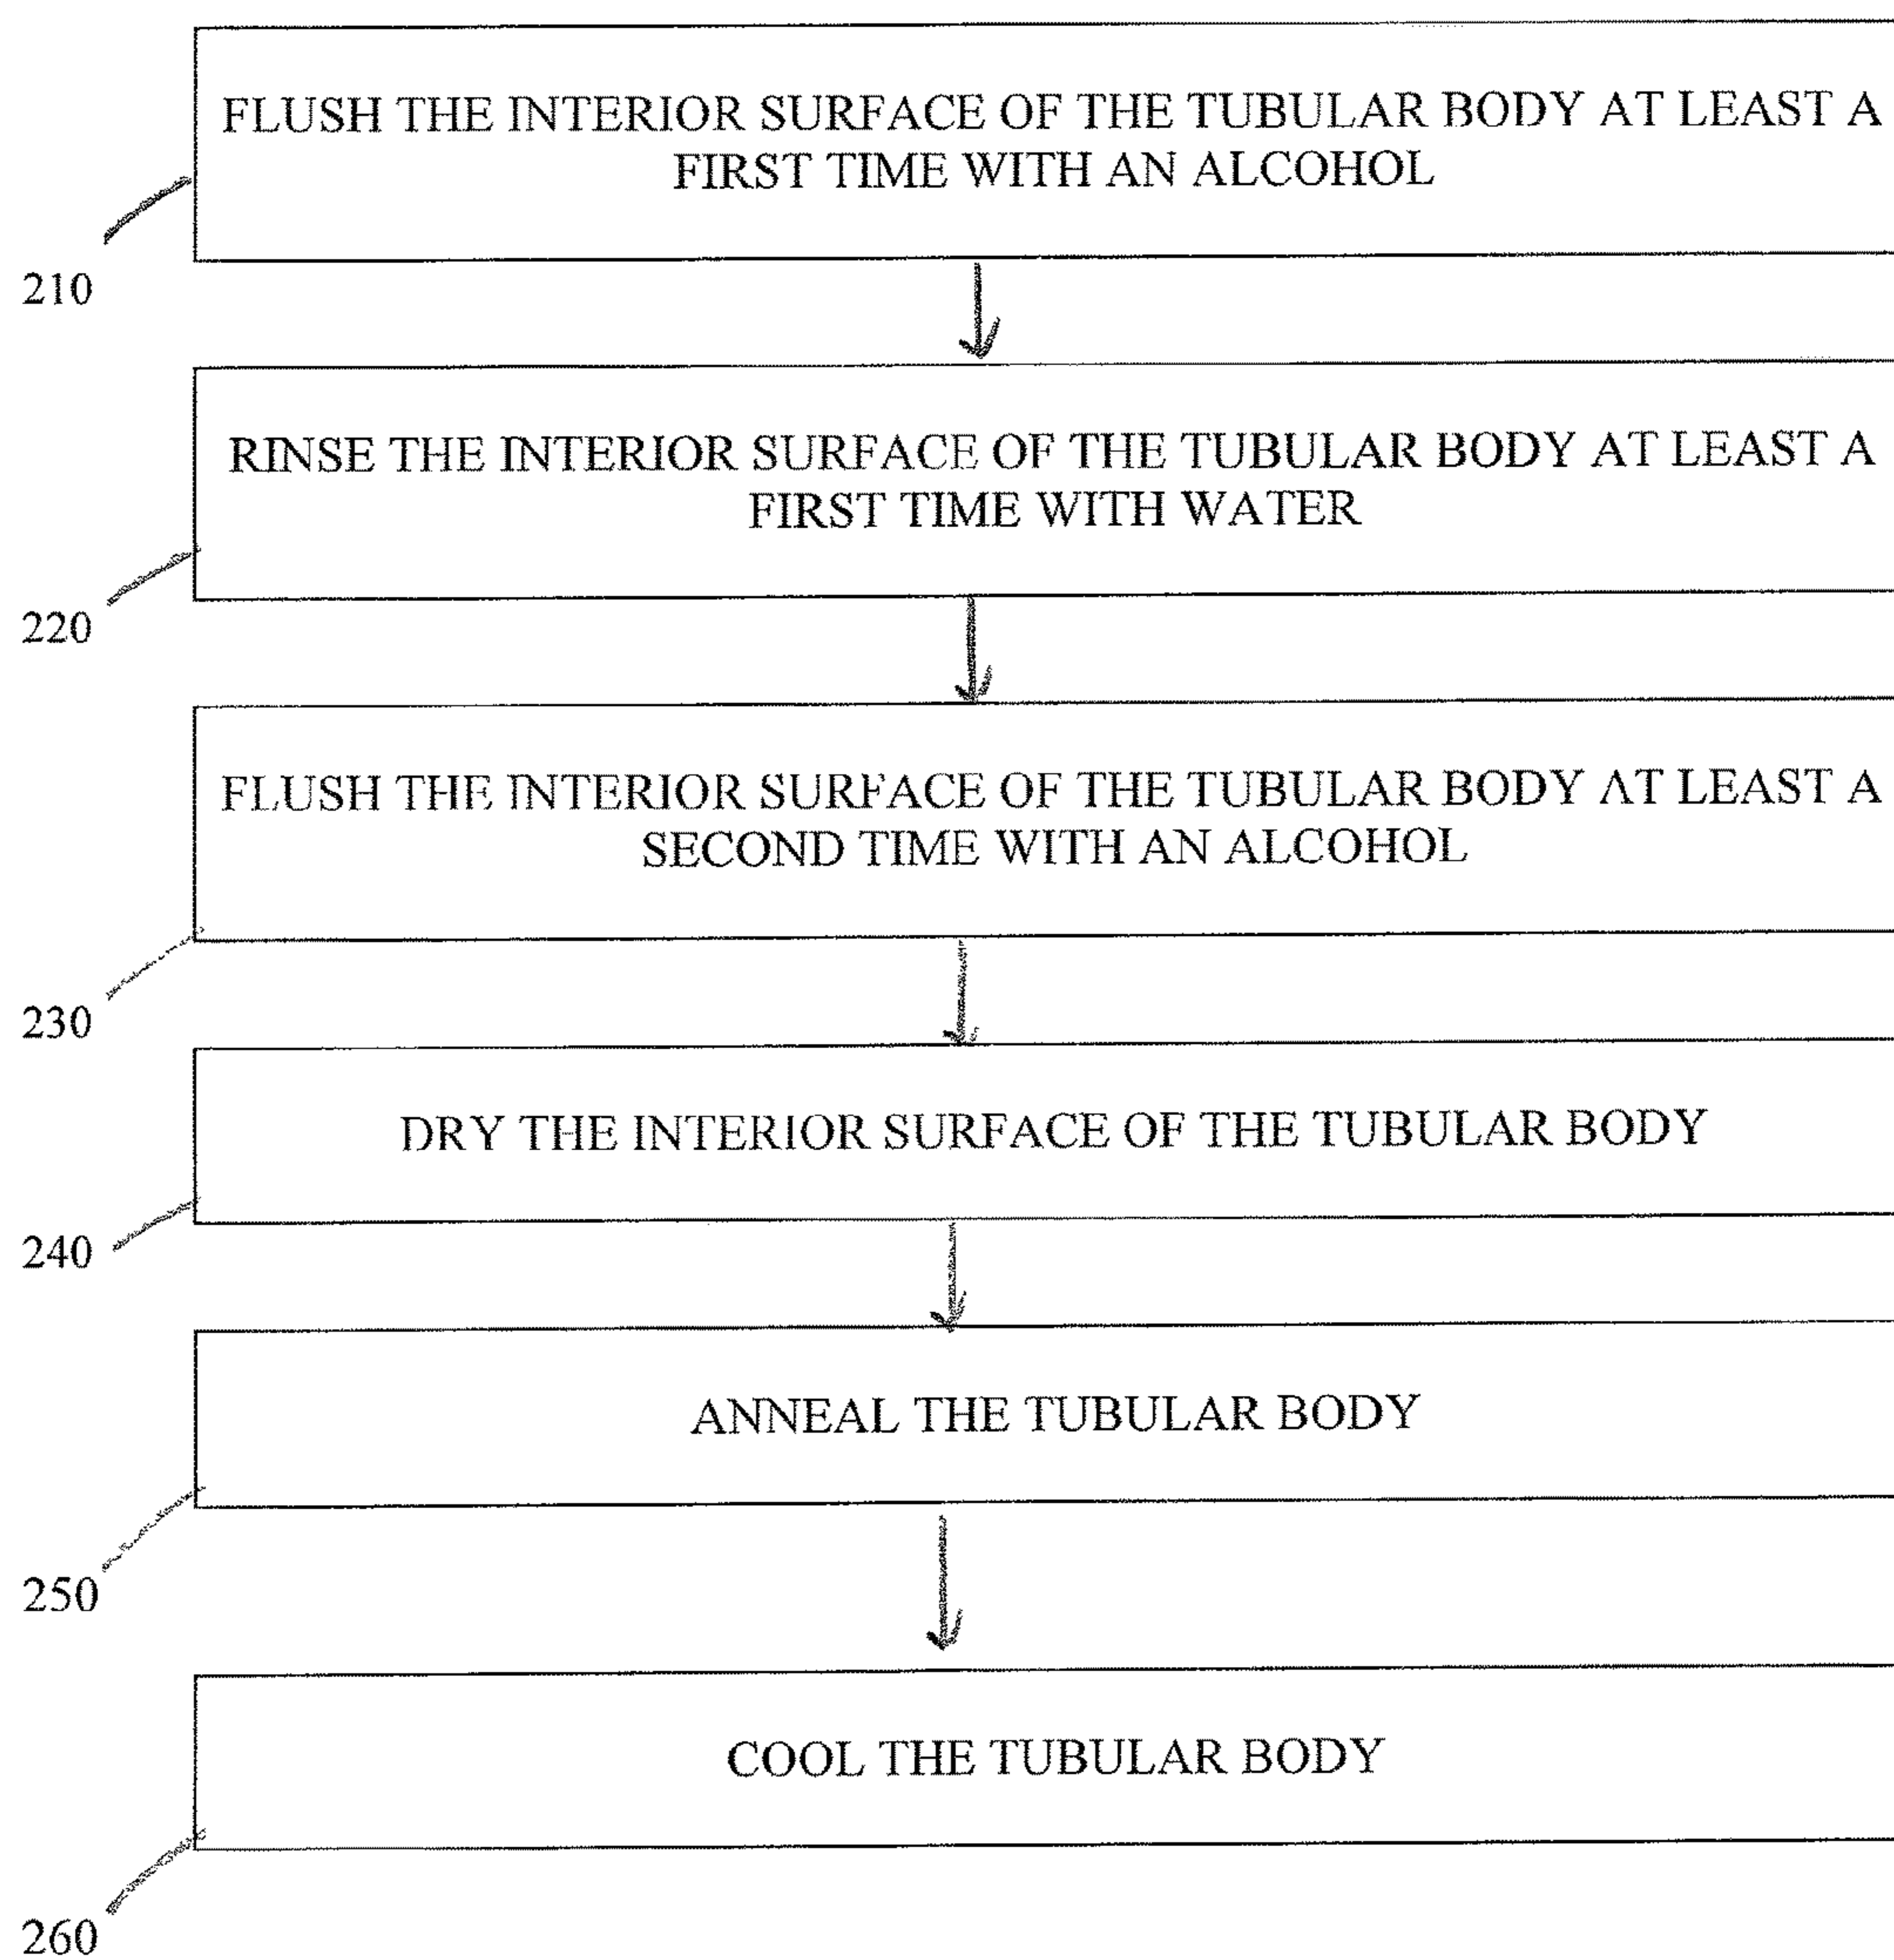 FLUSH THE INTERIOR SURFACE OF THE TUBULAR BODY AT LEAST A
FIRST TIME WITH AN ALCOHOL
210
RINSE THE INTERIOR SURFACE OF THE TUBULAR BODY AT LEAST A
FIRST TIME WITH WATER
220
FLUSH THE INTERIOR SURFACE OF THE TUBULAR BODY AT LEAST A
SECOND TIME WITH AN ALCOHOL
230
DRY THE INTERIOR SURFACE OF THE TUBULAR BODY
240
ANNEAL THE TUBULAR BODY
250
COOL THE TUBULAR BODY
260